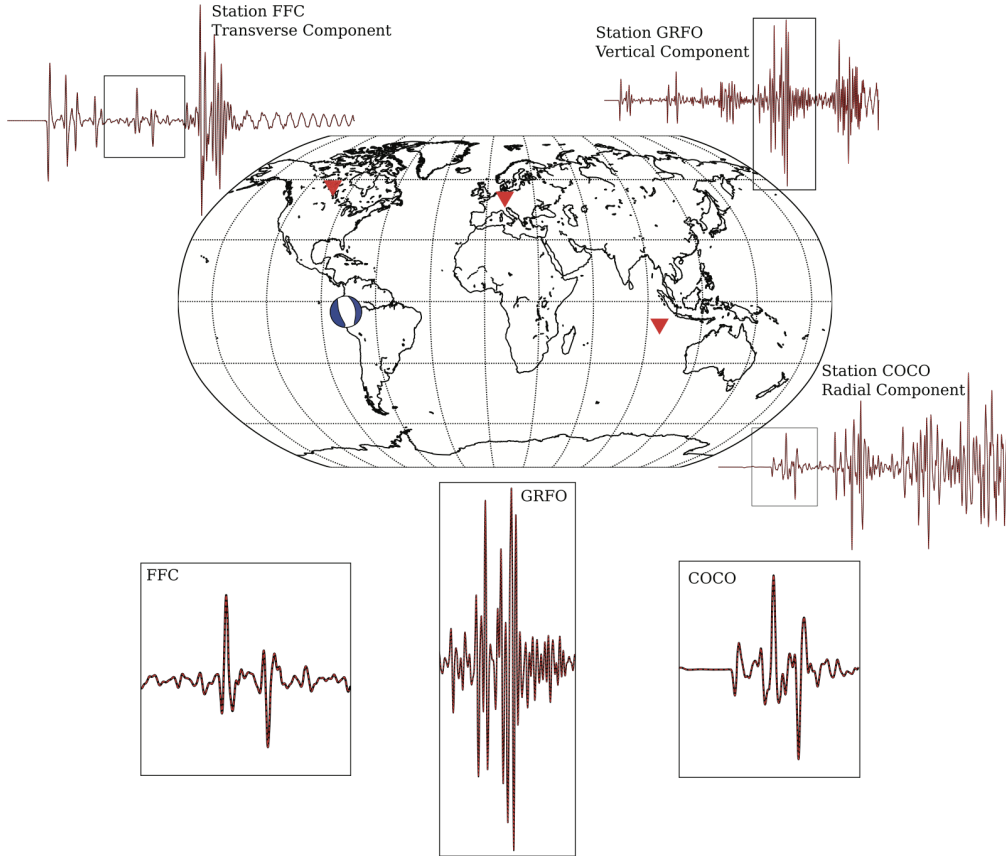 Station FFC
Transverse Component
Station GRFO
Vertical Component
Station COCO
Radial Component
GRFO
FFC
COCO